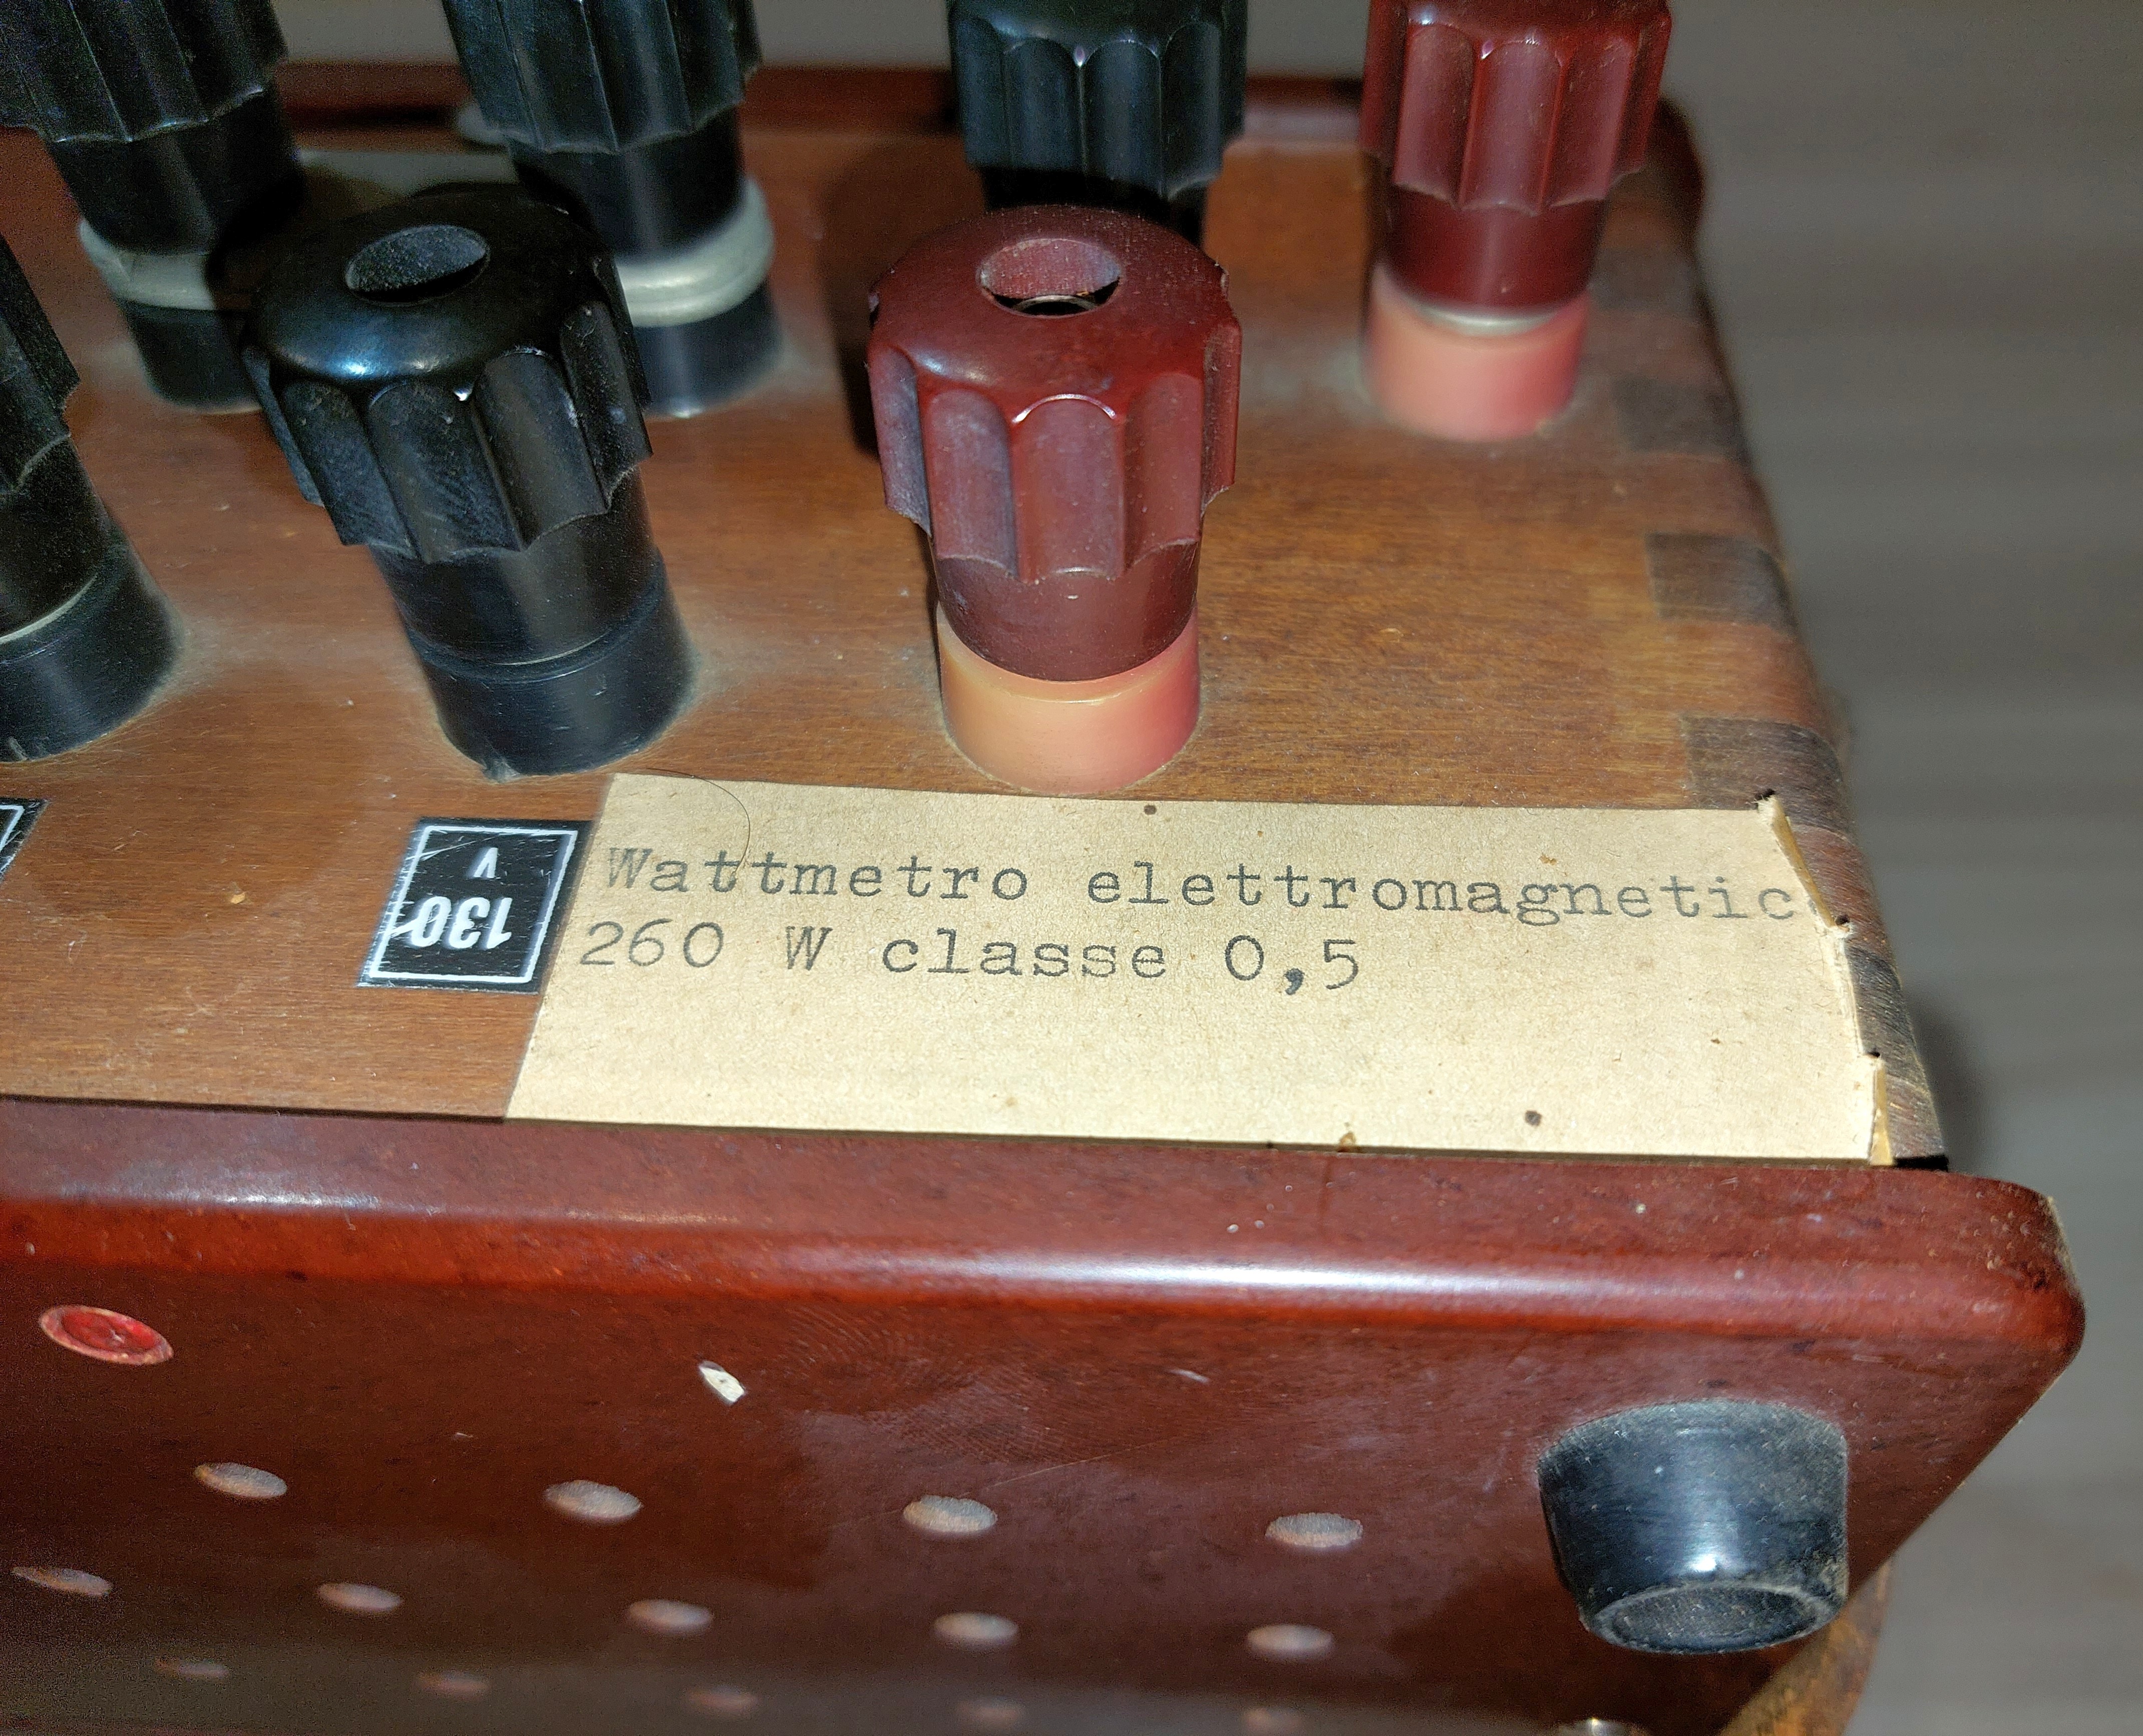 Wattmetro elettromagnetic
260 W classe 0,5
130
V